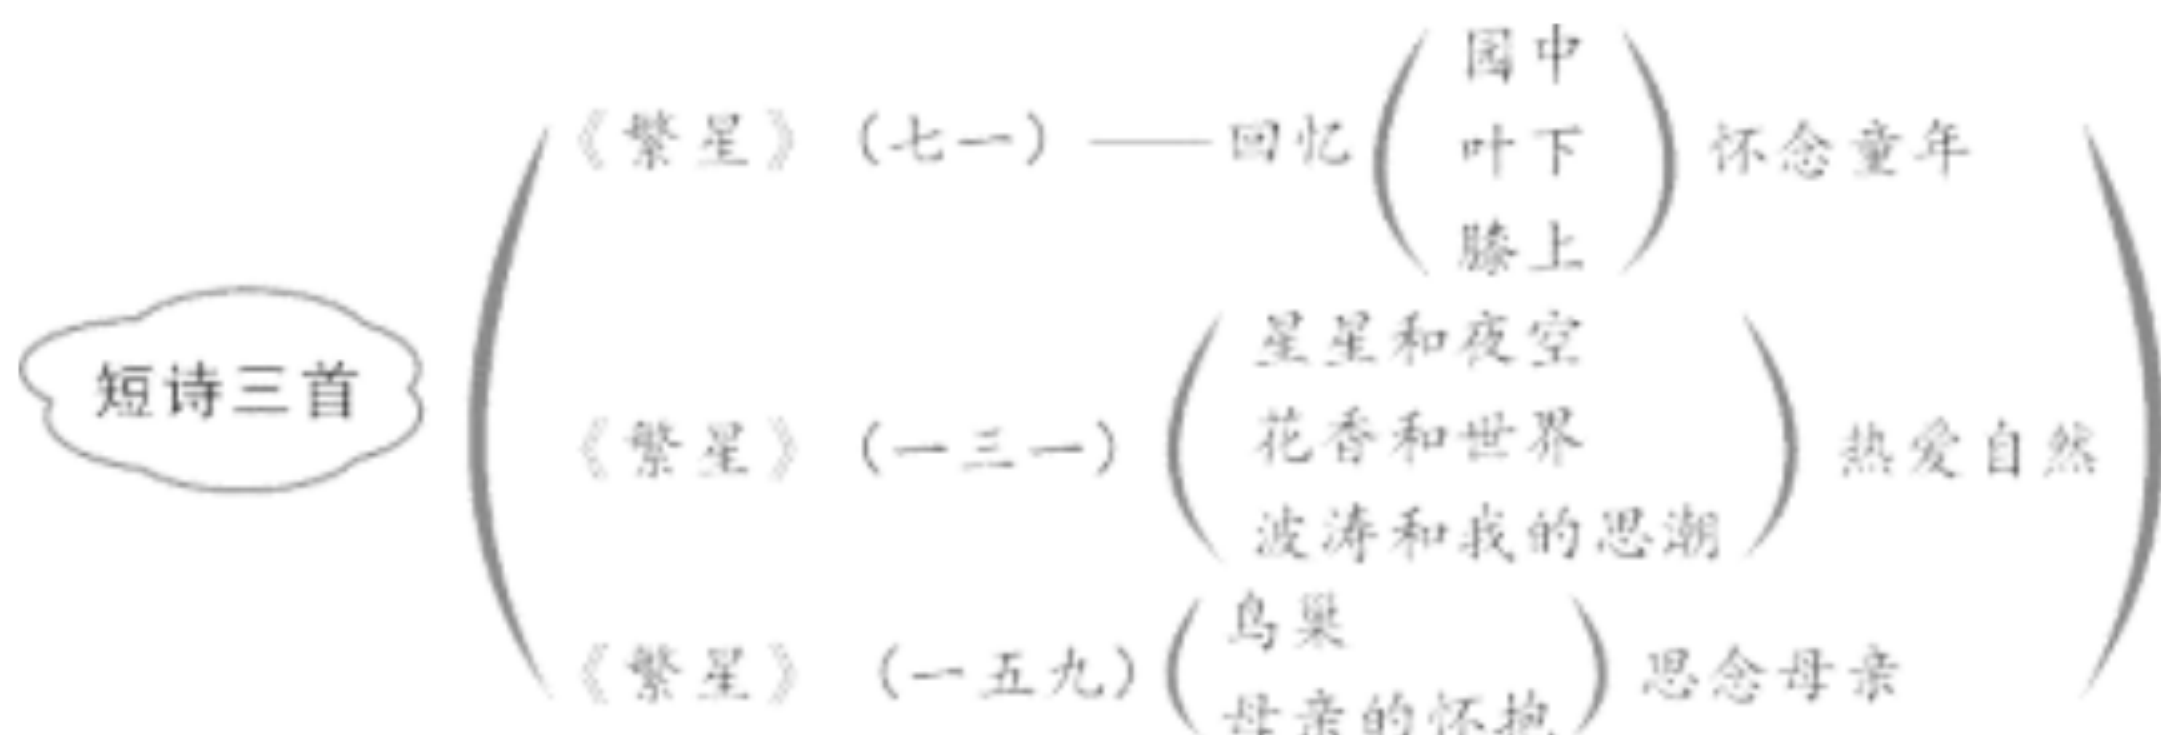 短诗三首
《繁星》（七一）——回忆
园中
叶下
膝上
怀念童年
《繁星》（一三一）
星星和夜空
花香和世界
波涛和我的思潮
热爱自然
《繁星》（一五九）
鸟巢
母亲的怀抱
思念母亲